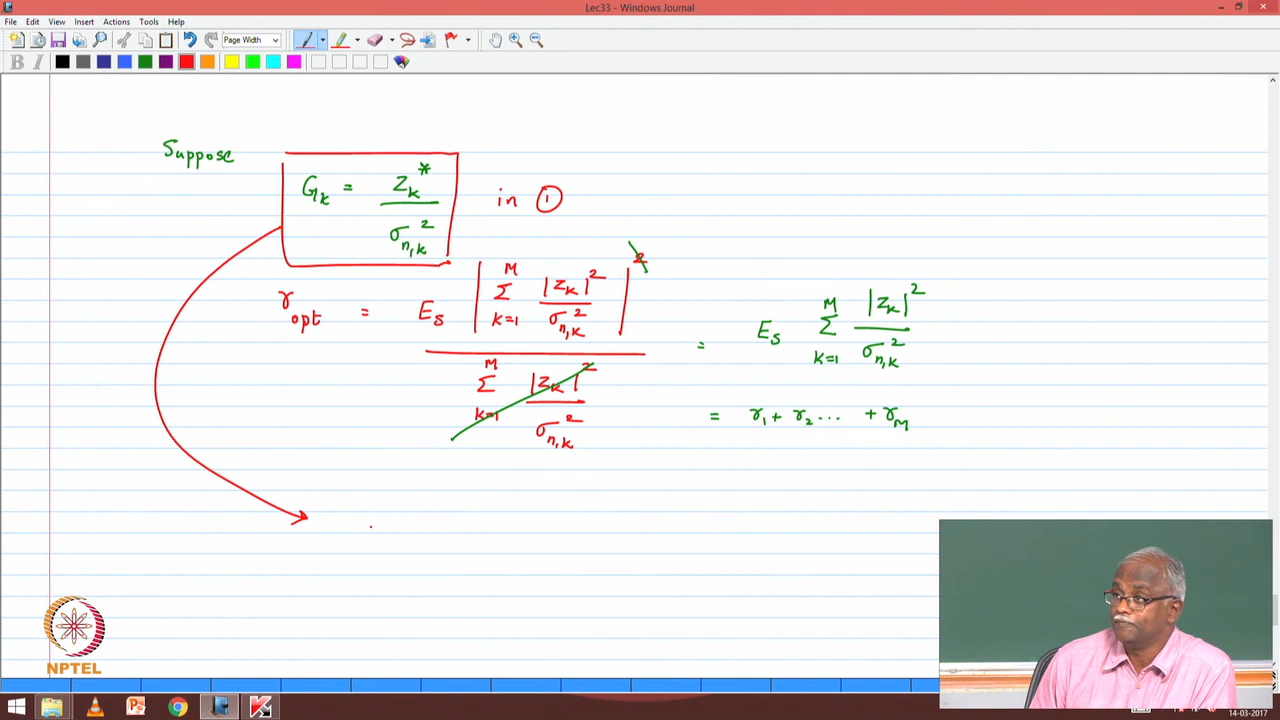 Lec33 - Windows Journal
File Edit View Insert Actions Tools Help
Page Width
B I
Suppose G_k = Z_k^* / σ_{n,k}^2 in ①
γ_opt = E_s | Σ_{k=1}^{M} |Z_k|^2 / σ_{n,k}^2 |^2 / Σ_{k=1}^{M} |Z_k|^2 / σ_{n,k}^2 = E_s Σ_{k=1}^{M} |Z_k|^2 / σ_{n,k}^2
= γ_1 + γ_2 ... + γ_M
NPTEL
14-03-2017